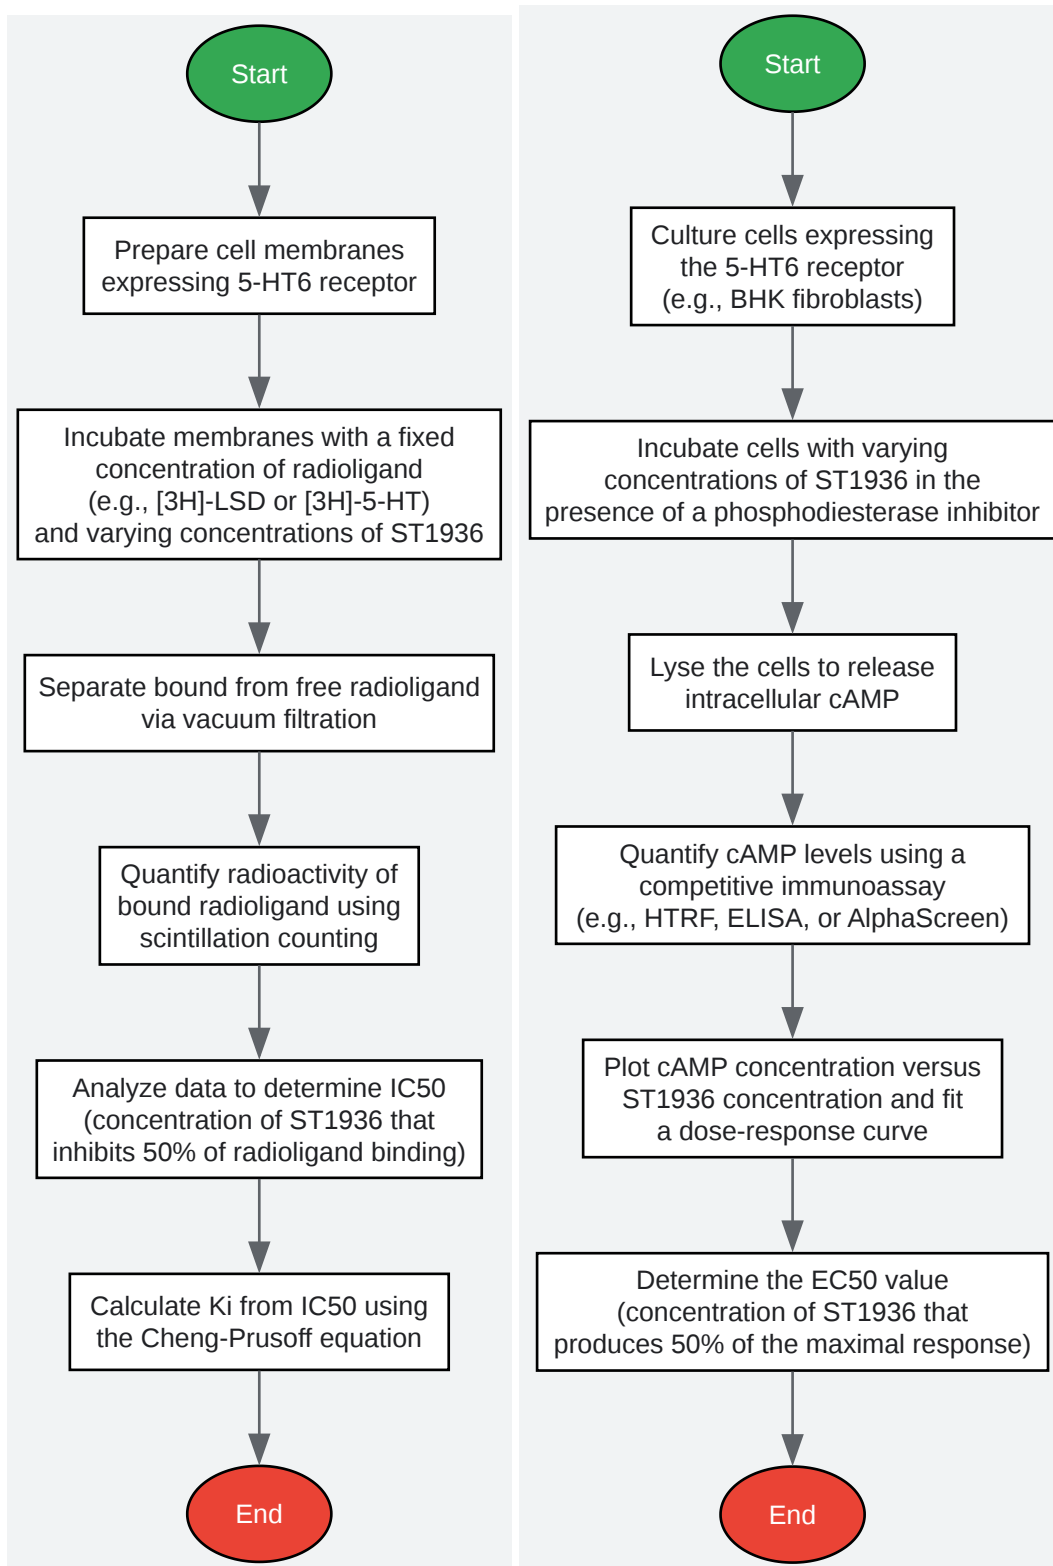 Start
Prepare cell membranes
expressing 5-HT6 receptor
Incubate membranes with a fixed
concentration of radioligand
(e.g., [3H]-LSD or [3H]-5-HT)
and varying concentrations of ST1936
Separate bound from free radioligand
via vacuum filtration
Quantify radioactivity of
bound radioligand using
scintillation counting
Analyze data to determine IC50
(concentration of ST1936 that
inhibits 50% of radioligand binding)
Calculate Ki from IC50 using
the Cheng-Prusoff equation
End
Start
Culture cells expressing
the 5-HT6 receptor
(e.g., BHK fibroblasts)
Incubate cells with varying
concentrations of ST1936 in the
presence of a phosphodiesterase inhibitor
Lyse the cells to release
intracellular cAMP
Quantify cAMP levels using a
competitive immunoassay
(e.g., HTRF, ELISA, or AlphaScreen)
Plot cAMP concentration versus
ST1936 concentration and fit
a dose-response curve
Determine the EC50 value
(concentration of ST1936 that
produces 50% of the maximal response)
End